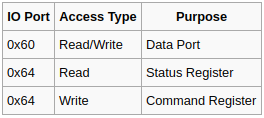 IO Port Access Type Purpose
0x60 Read/Write Data Port
0x64 Read Status Register
0x64 Write Command Register